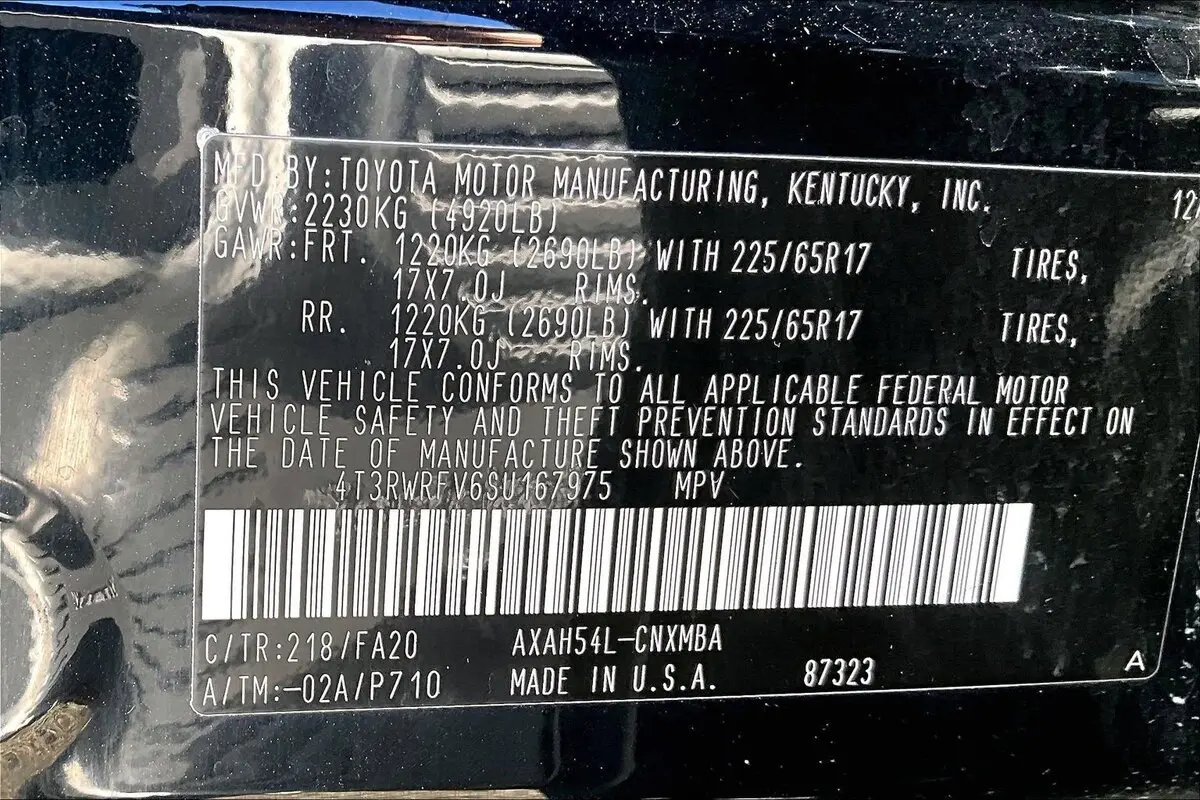 MFD. BY: TOYOTA MOTOR MANUFACTURING, KENTUCKY, INC. 12
GVWR: 2230KG (4920LB)
GAWR: FRT. 1220KG (2690LB) WITH 225/65R17 TIRES,
17X7.0J RIMS.
RR. 1220KG (2690LB) WITH 225/65R17 TIRES,
17X7.0J RIMS.
THIS VEHICLE CONFORMS TO ALL APPLICABLE FEDERAL MOTOR
VEHICLE SAFETY AND THEFT PREVENTION STANDARDS IN EFFECT ON
THE DATE OF MANUFACTURE SHOWN ABOVE.
4T3RWRFV6SU167975 MPV
C/TR:218/FA20 AXAH54L-CNXMBA
A/TM:-02A/P710 MADE IN U.S.A. 87323 A